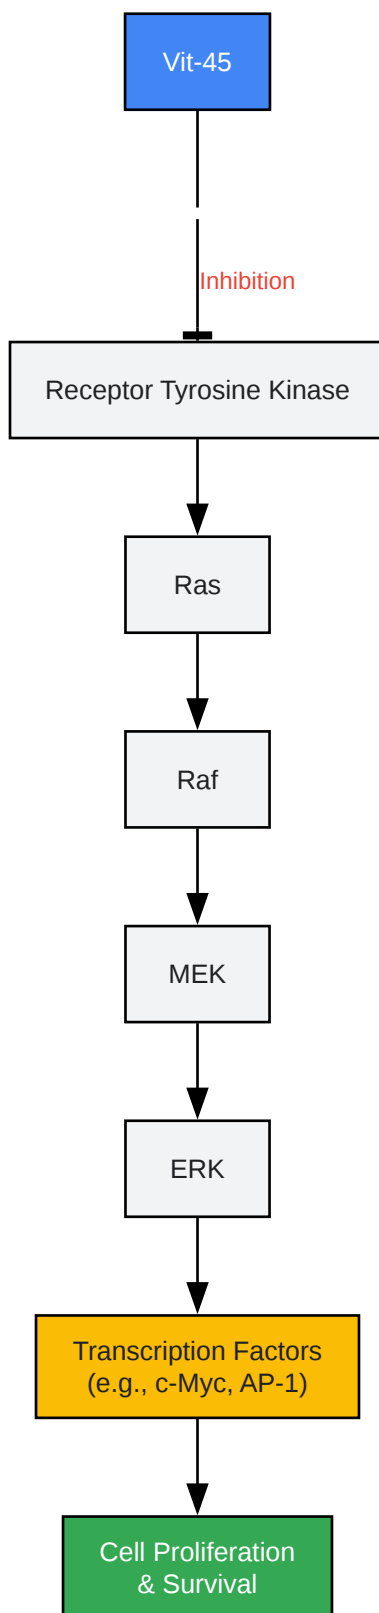 Vit-45
Inhibition
Receptor Tyrosine Kinase
Ras
Raf
MEK
ERK
Transcription Factors
(e.g., c-Myc, AP-1)
Cell Proliferation
& Survival